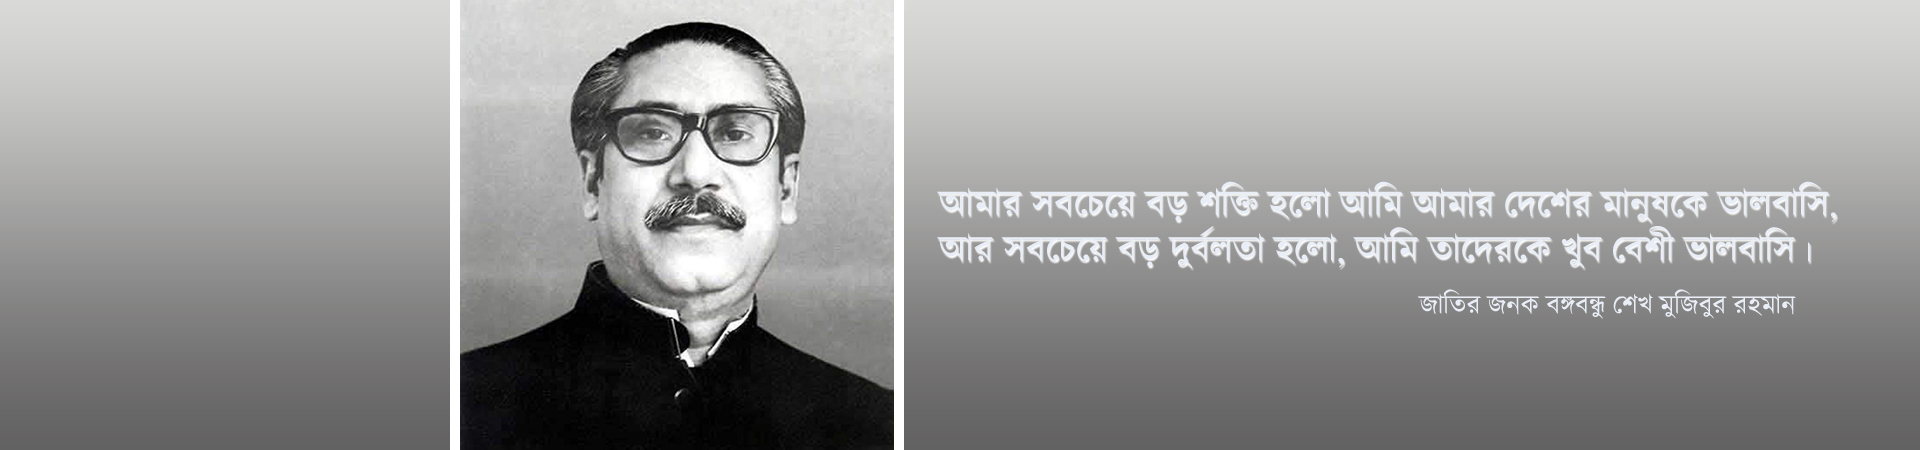 আমার সবচেয়ে বড় শক্তি হলো আমি আমার দেশের মানুষকে ভালবাসি,
আর সবচেয়ে বড় দুর্বলতা হলো, আমি তাদেরকে খুব বেশী ভালবাসি।
জাতির জনক বঙ্গবন্ধু শেখ মুজিবুর রহমান